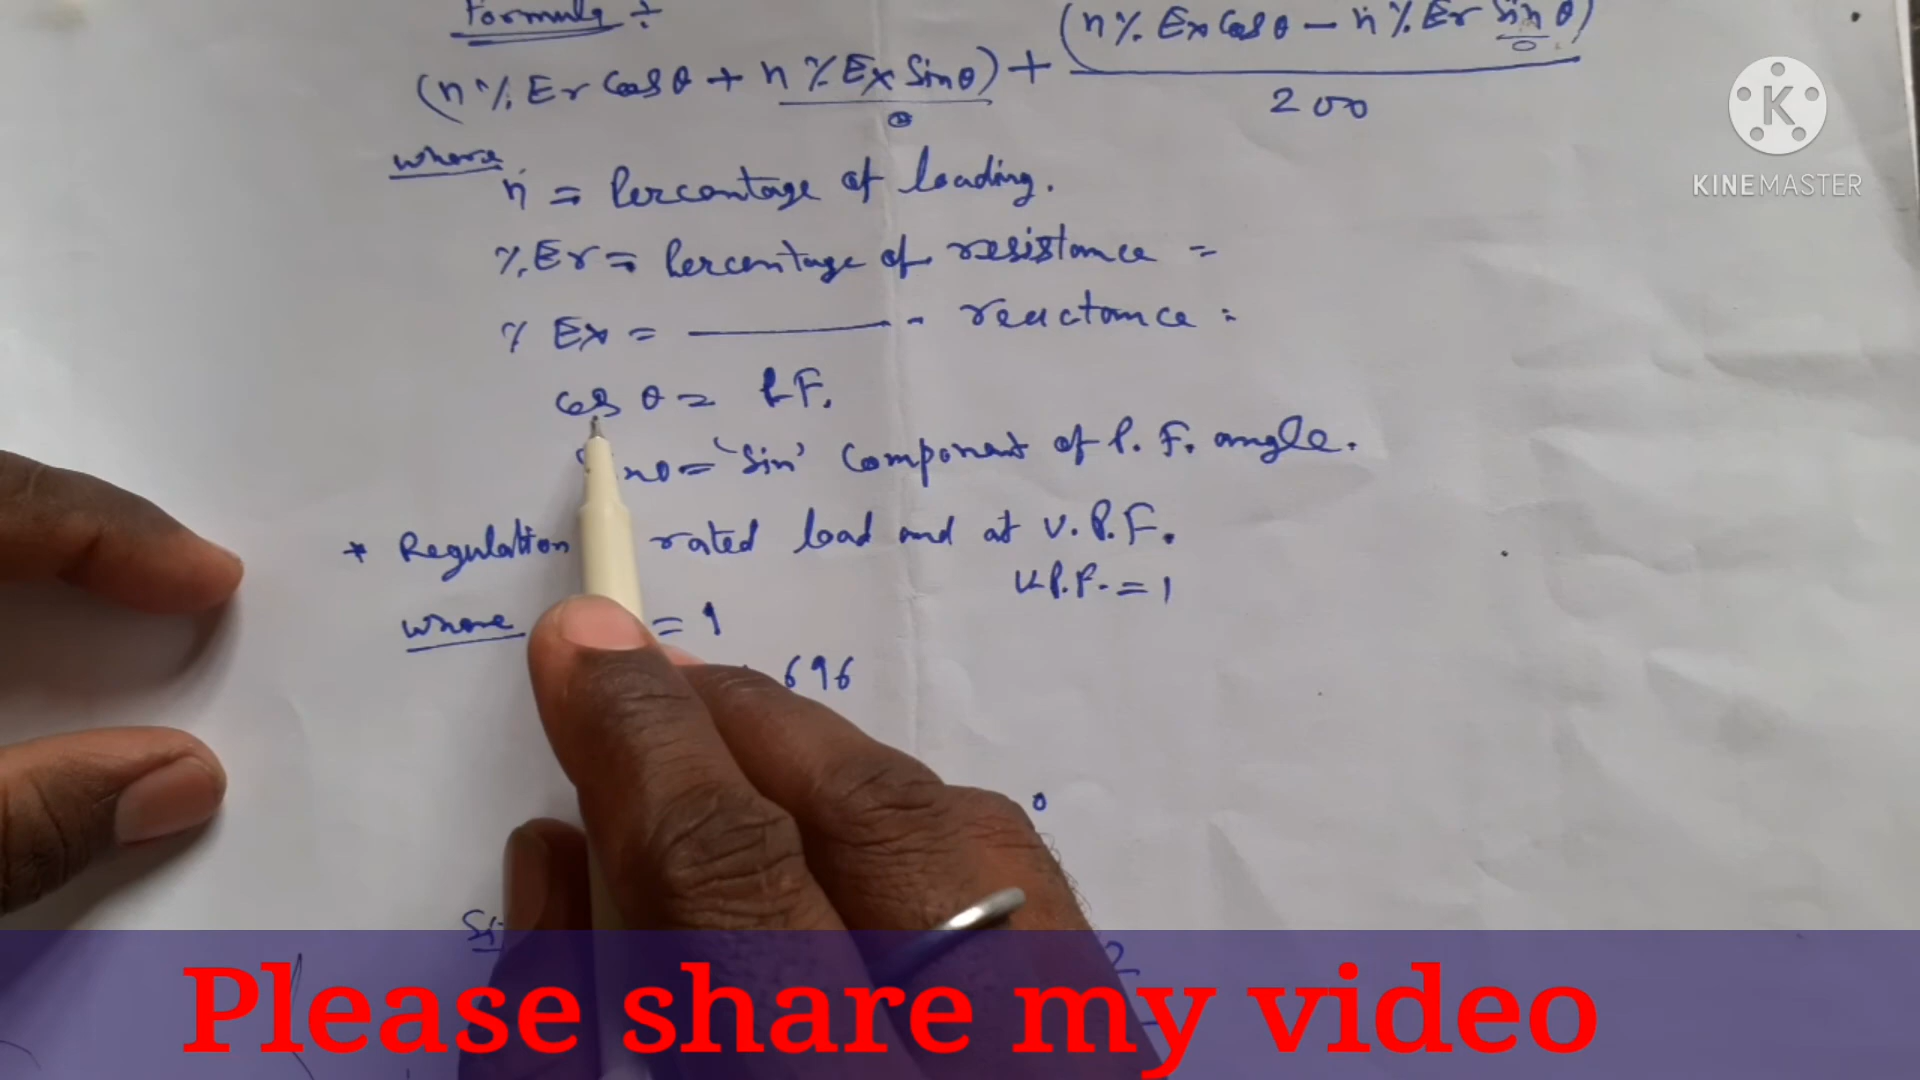 Formula ÷
(n%Er Cosθ + n%Ex Sinθ) + (n%Ex Cosθ - n%Er Sinθ)
200
where
n = Percentage of loading.
%Er = Percentage of resistance =
% Ex = ———— - reactance =
cos θ = P.F.
= 'Sin' Component of P. F. angle.
* Regulation rated load and at U.P.F.
U.P.F. = 1
where = 1
696
Please share my video
KINEMASTER